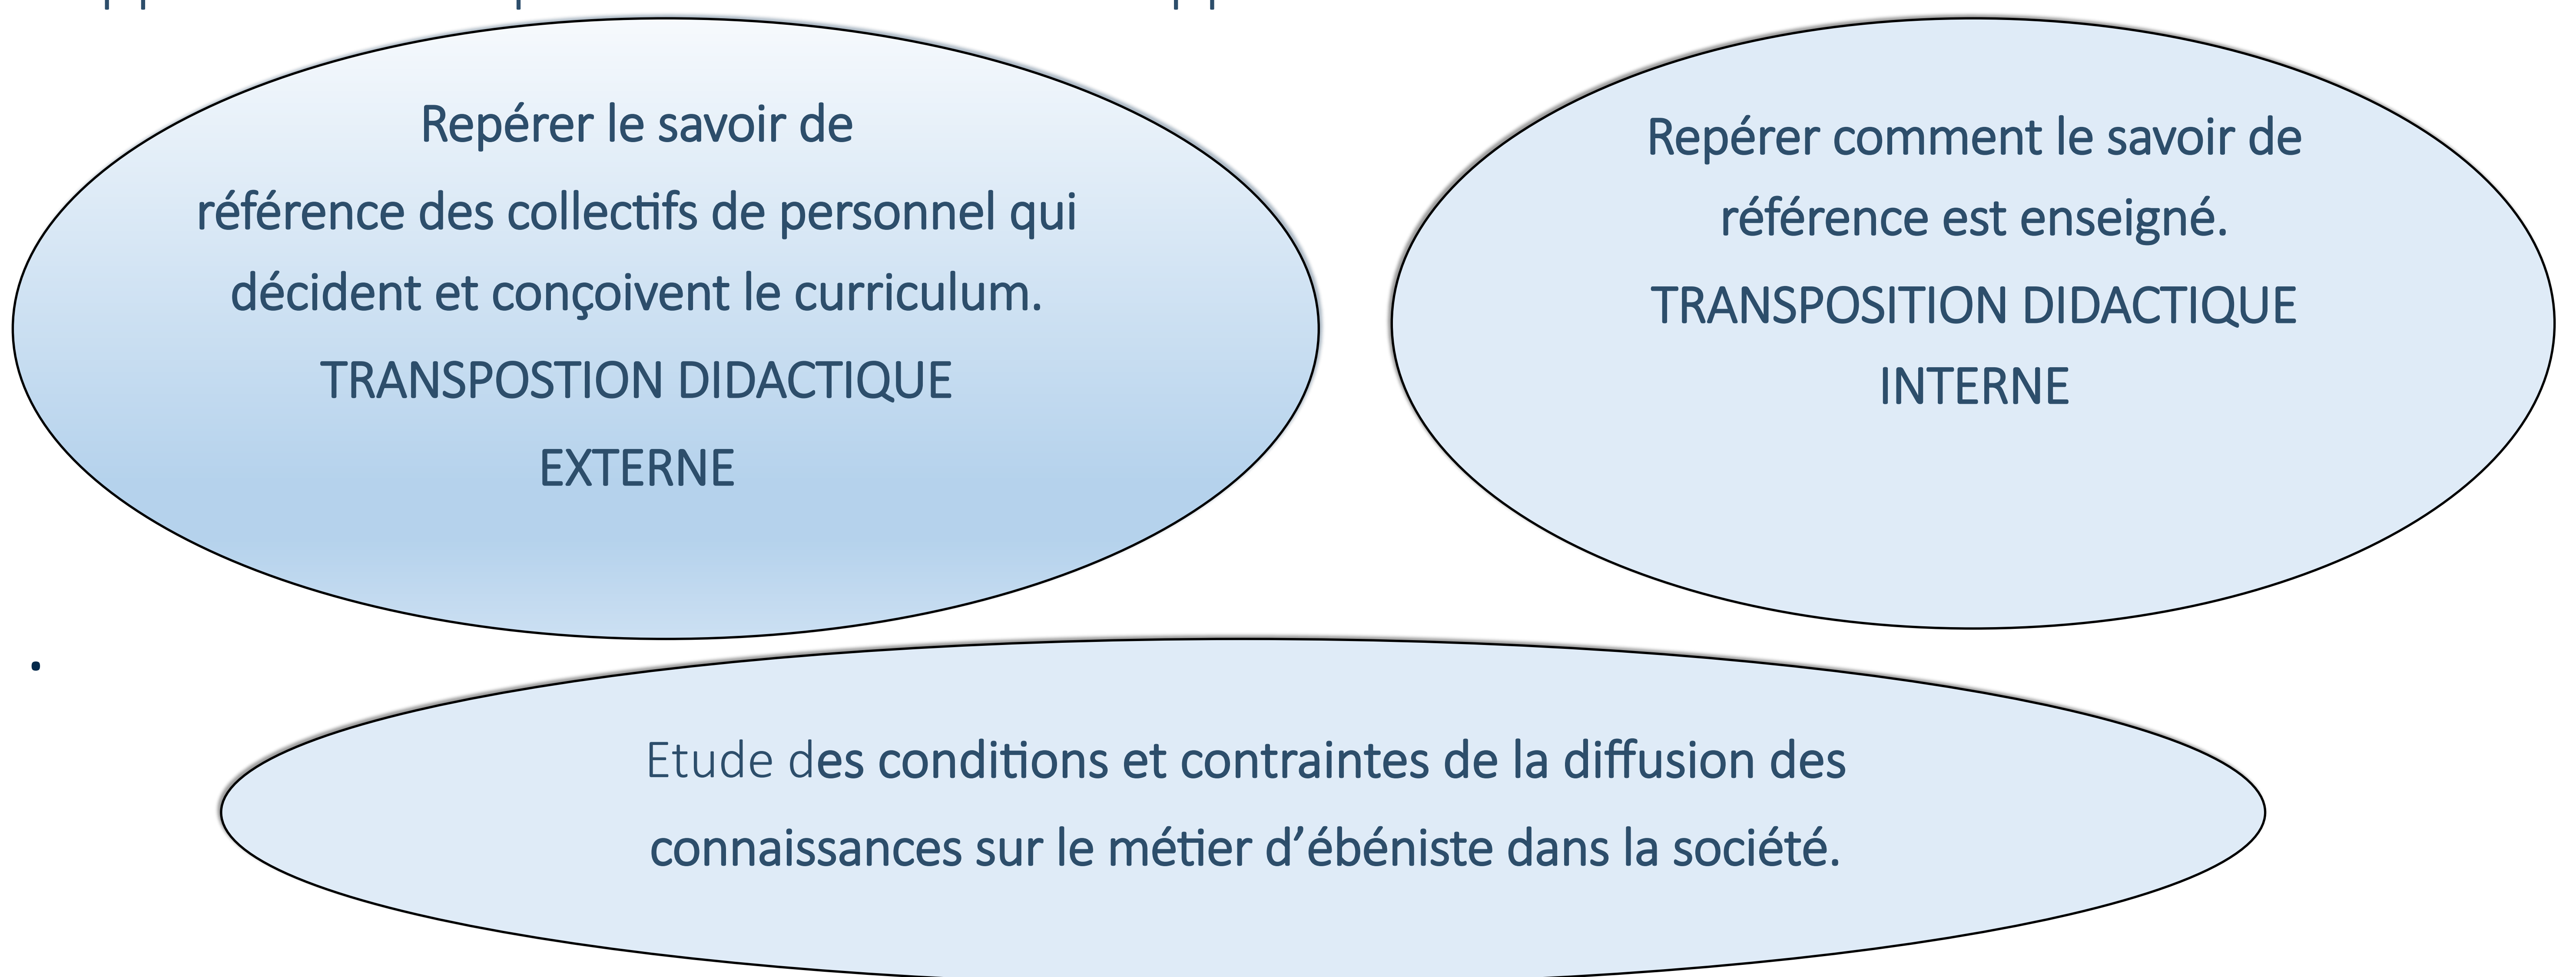 Repérer le savoir de
référence des collectifs de personnel qui
décident et conçoivent le curriculum.
TRANSPOSTION DIDACTIQUE
EXTERNE
Repérer comment le savoir de
référence est enseigné.
TRANSPOSITION DIDACTIQUE
INTERNE
.
Etude des conditions et contraintes de la diffusion des
connaissances sur le métier d’ébéniste dans la société.